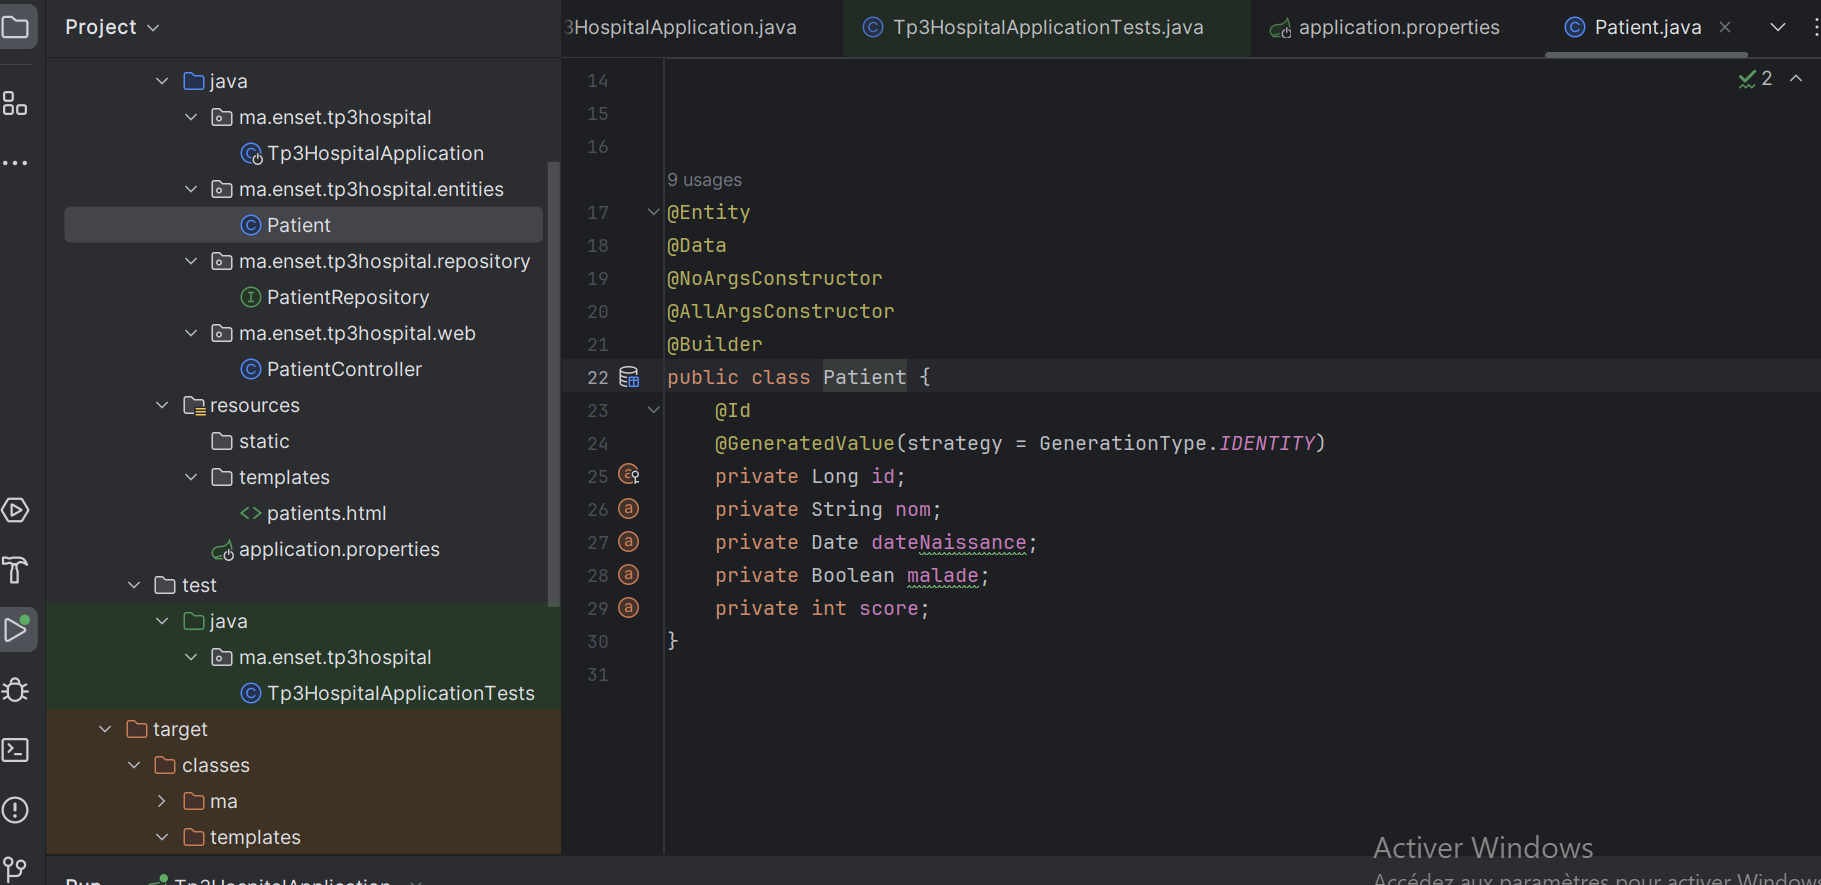 Project
3HospitalApplication.java
Tp3HospitalApplicationTests.java
application.properties
Patient.java
java
ma.enset.tp3hospital
Tp3HospitalApplication
ma.enset.tp3hospital.entities
Patient
ma.enset.tp3hospital.repository
PatientRepository
ma.enset.tp3hospital.web
PatientController
resources
static
templates
<> patients.html
application.properties
test
java
ma.enset.tp3hospital
Tp3HospitalApplicationTests
target
classes
ma
templates
2
14
15
16
9 usages
17 @Entity
18 @Data
19 @NoArgsConstructor
20 @AllArgsConstructor
21 @Builder
22 public class Patient {
23 @Id
24 @GeneratedValue(strategy = GenerationType.IDENTITY)
25 private Long id;
26 private String nom;
27 private Date dateNaissance;
28 private Boolean malade;
29 private int score;
30 }
31
Activer Windows
Accédez aux paramètres pour activer Windows
Run
Tp3HospitalApplication